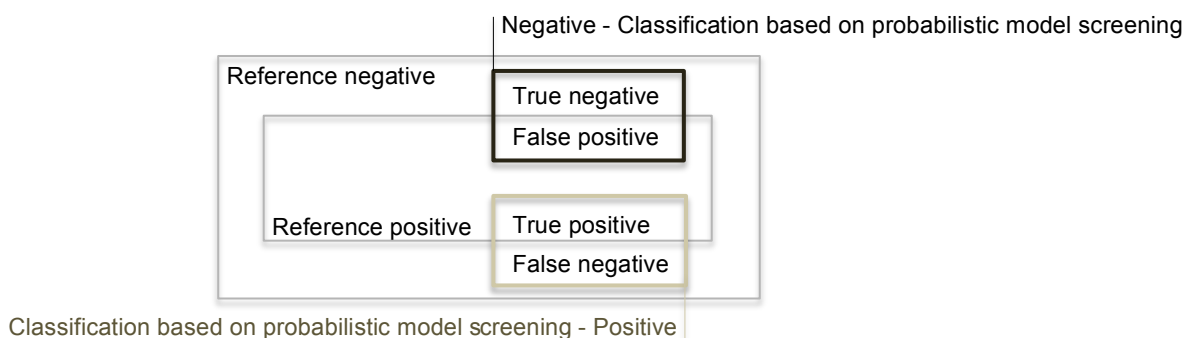 Negative - Classification based on probabilistic model screening
Reference negative
True negative
False positive
Reference positive
True positive
False negative
Classification based on probabilistic model screening - Positive